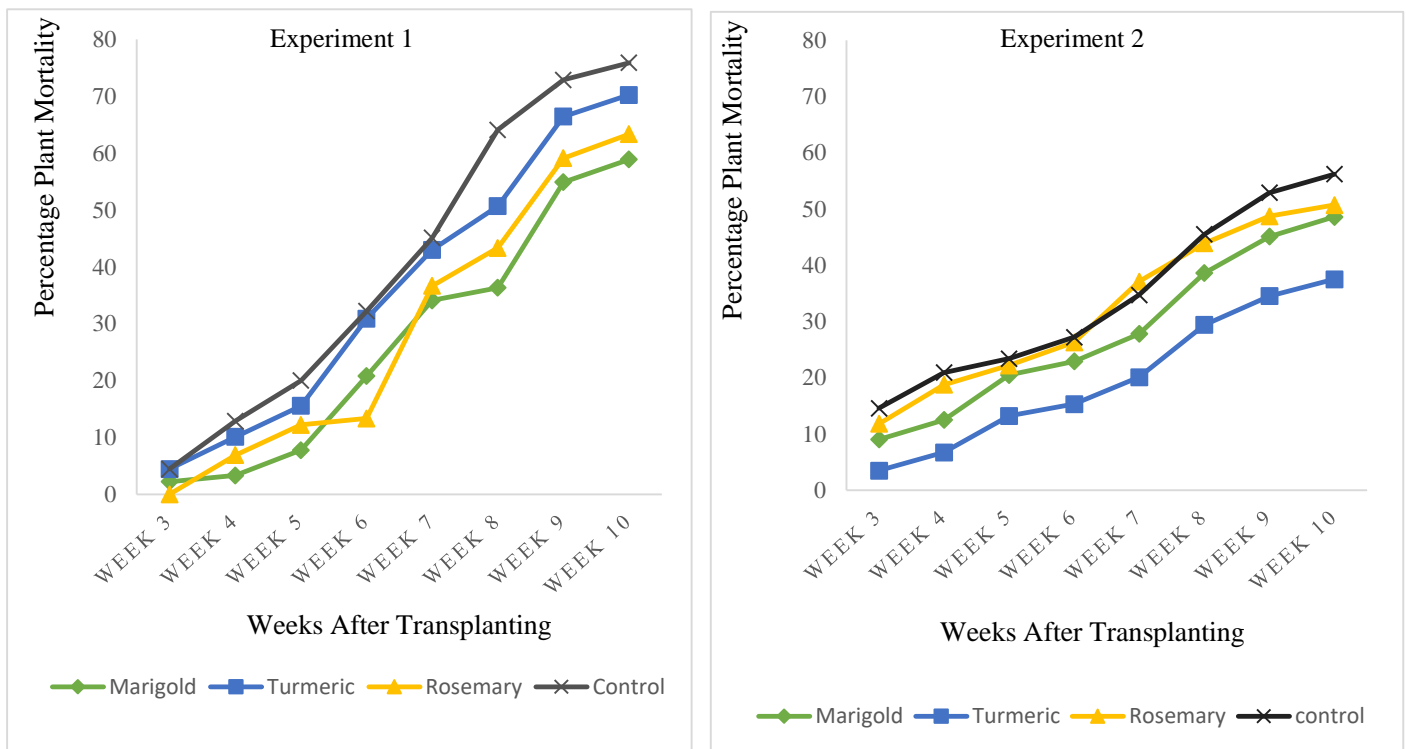 Experiment 1
Percentage Plant Mortality
80
70
60
50
40
30
20
10
0
WEEK 3
WEEK 4
WEEK 5
WEEK 6
WEEK 7
WEEK 8
WEEK 9
WEEK 10
Weeks After Transplanting
Marigold Turmeric Rosemary Control
Experiment 2
Percentage Plant Mortality
80
70
60
50
40
30
20
10
0
WEEK 3
WEEK 4
WEEK 5
WEEK 6
WEEK 7
WEEK 8
WEEK 9
WEEK 10
Weeks After Transplanting
Marigold Turmeric Rosemary control